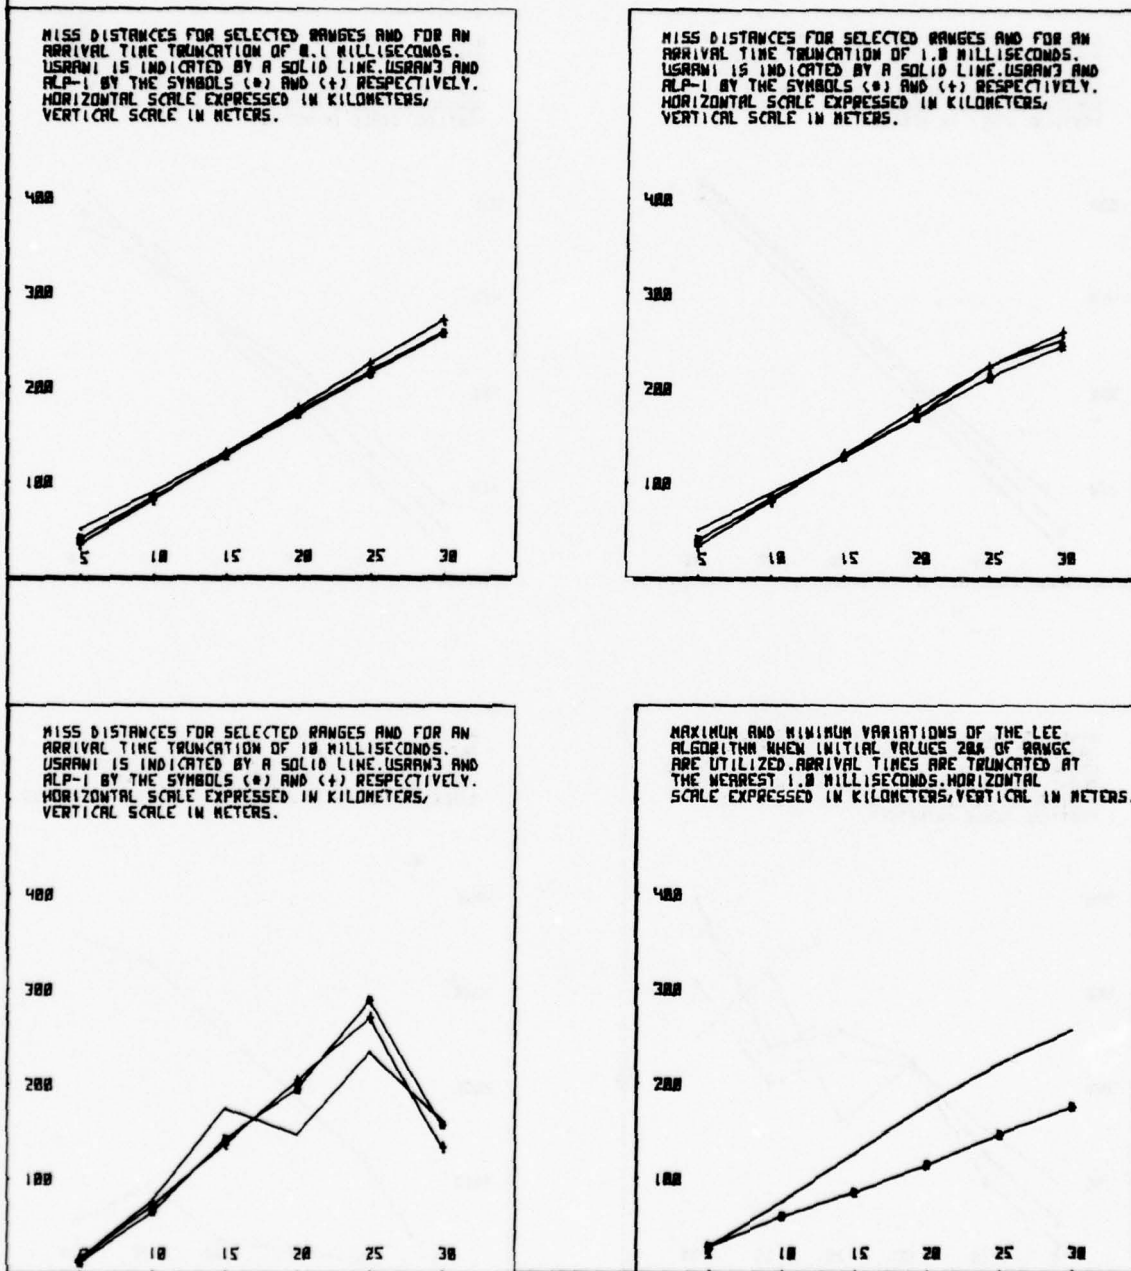 MISS DISTANCES FOR SELECTED RANGES AND FOR AN
ARRIVAL TIME TRUNCATION OF 0.1 MILLISECONDS.
USRAN1 IS INDICATED BY A SOLID LINE.USRAN3 AND
ALP-1 BY THE SYMBOLS (*) AND (+) RESPECTIVELY.
HORIZONTAL SCALE EXPRESSED IN KILOMETERS,
VERTICAL SCALE IN METERS.
400
300
200
100
5 10 15 20 25 30
MISS DISTANCES FOR SELECTED RANGES AND FOR AN
ARRIVAL TIME TRUNCATION OF 1.0 MILLISECONDS.
USRAN1 IS INDICATED BY A SOLID LINE.USRAN3 AND
ALP-1 BY THE SYMBOLS (*) AND (+) RESPECTIVELY.
HORIZONTAL SCALE EXPRESSED IN KILOMETERS,
VERTICAL SCALE IN METERS.
400
300
200
100
5 10 15 20 25 30
MISS DISTANCES FOR SELECTED RANGES AND FOR AN
ARRIVAL TIME TRUNCATION OF 10 MILLISECONDS.
USRAN1 IS INDICATED BY A SOLID LINE.USRAN3 AND
ALP-1 BY THE SYMBOLS (*) AND (+) RESPECTIVELY.
HORIZONTAL SCALE EXPRESSED IN KILOMETERS,
VERTICAL SCALE IN METERS.
400
300
200
100
10 15 20 25 30
MAXIMUM AND MINIMUM VARIATIONS OF THE LEE
ALGORITHM WHEN INITIAL VALUES 20% OF RANGE
ARE UTILIZED.ARRIVAL TIMES ARE TRUNCATED AT
THE NEAREST 1.0 MILLISECONDS.HORIZONTAL
SCALE EXPRESSED IN KILOMETERS,VERTICAL IN METERS.
400
300
200
100
5 10 15 20 25 30